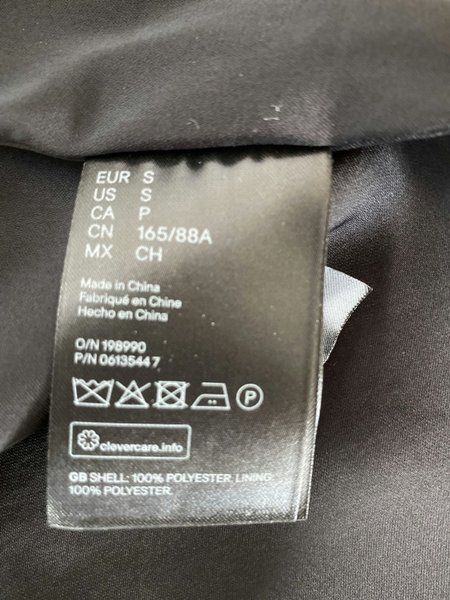 EUR S
US S
CA P
CN 165/88A
MX CH
Made in China
Fabriqué en Chine
Hecho en China
O/N 198990
P/N 0613544 7
P
clevercare.info
GB SHELL: 100% POLYESTER. LINING:
100% POLYESTER.